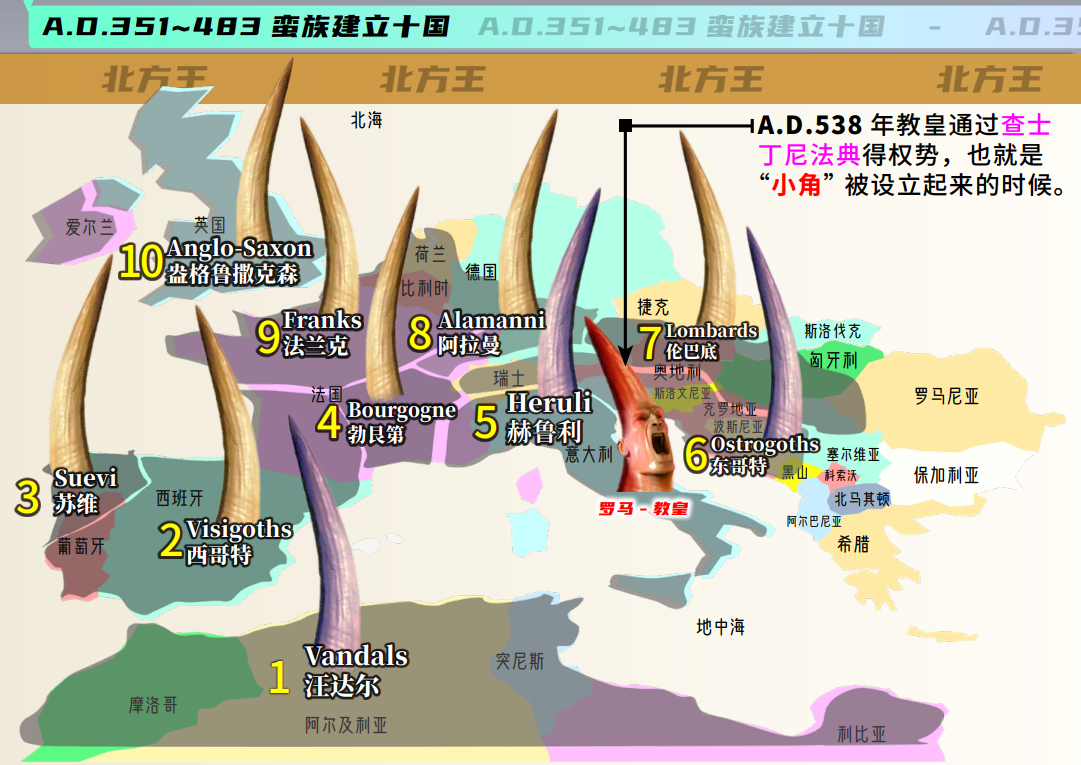 A.D.351~483 蛮族建立十国 A.D.351~483 蛮族建立十国 - A.D.35
北方王 北方王 北方王 北方王
北海
A.D.538 年教皇通过查士
丁尼法典得权势，也就是
“小角”被设立起来的时候。
爱尔兰
英国
10 Anglo-Saxon
盎格鲁撒克森
荷兰
德国
比利时
捷克
9 Franks
法兰克
8 Alamanni
阿拉曼
7 Lombards
伦巴底
斯洛伐克
匈牙利
奥地利
瑞士
法国
斯洛文尼亚
罗马尼亚
4 Bourgogne
勃艮第
5 Heruli
赫鲁利
克罗地亚
波斯尼亚
6 Ostrogoths
东哥特
意大利
塞尔维亚
黑山
科索沃
保加利亚
3 Suevi
苏维
西班牙
北马其顿
罗马-教皇
阿尔巴尼亚
2 Visigoths
西哥特
葡萄牙
希腊
地中海
1 Vandals
汪达尔
突尼斯
摩洛哥
阿尔及利亚
利比亚